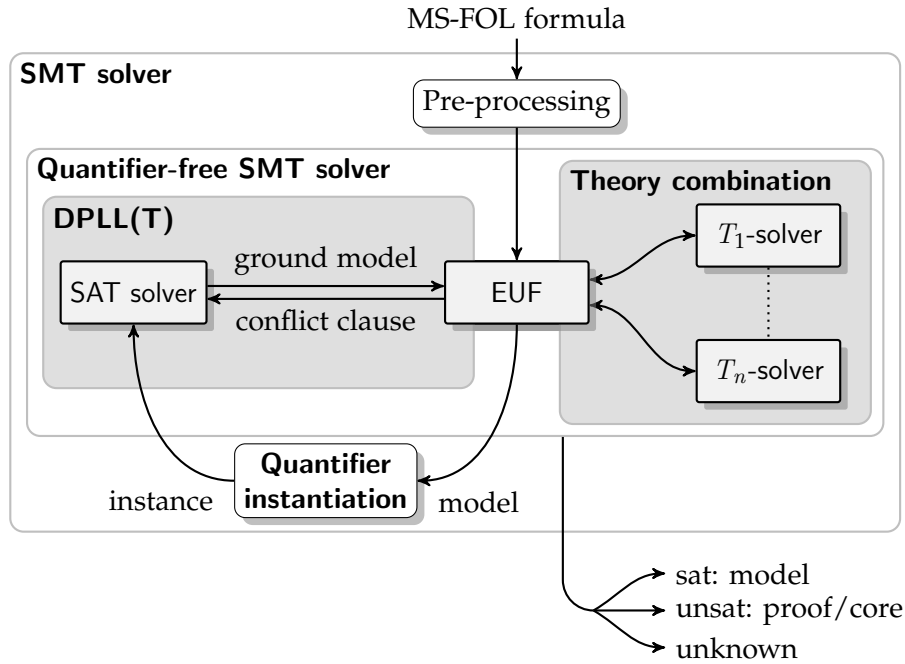 MS-FOL formula
SMT solver
Pre-processing
Quantifier-free SMT solver
Theory combination
DPLL(T)
T₁-solver
ground model
SAT solver
EUF
conflict clause
Tₙ-solver
Quantifier
instantiation
instance
model
sat: model
unsat: proof/core
unknown